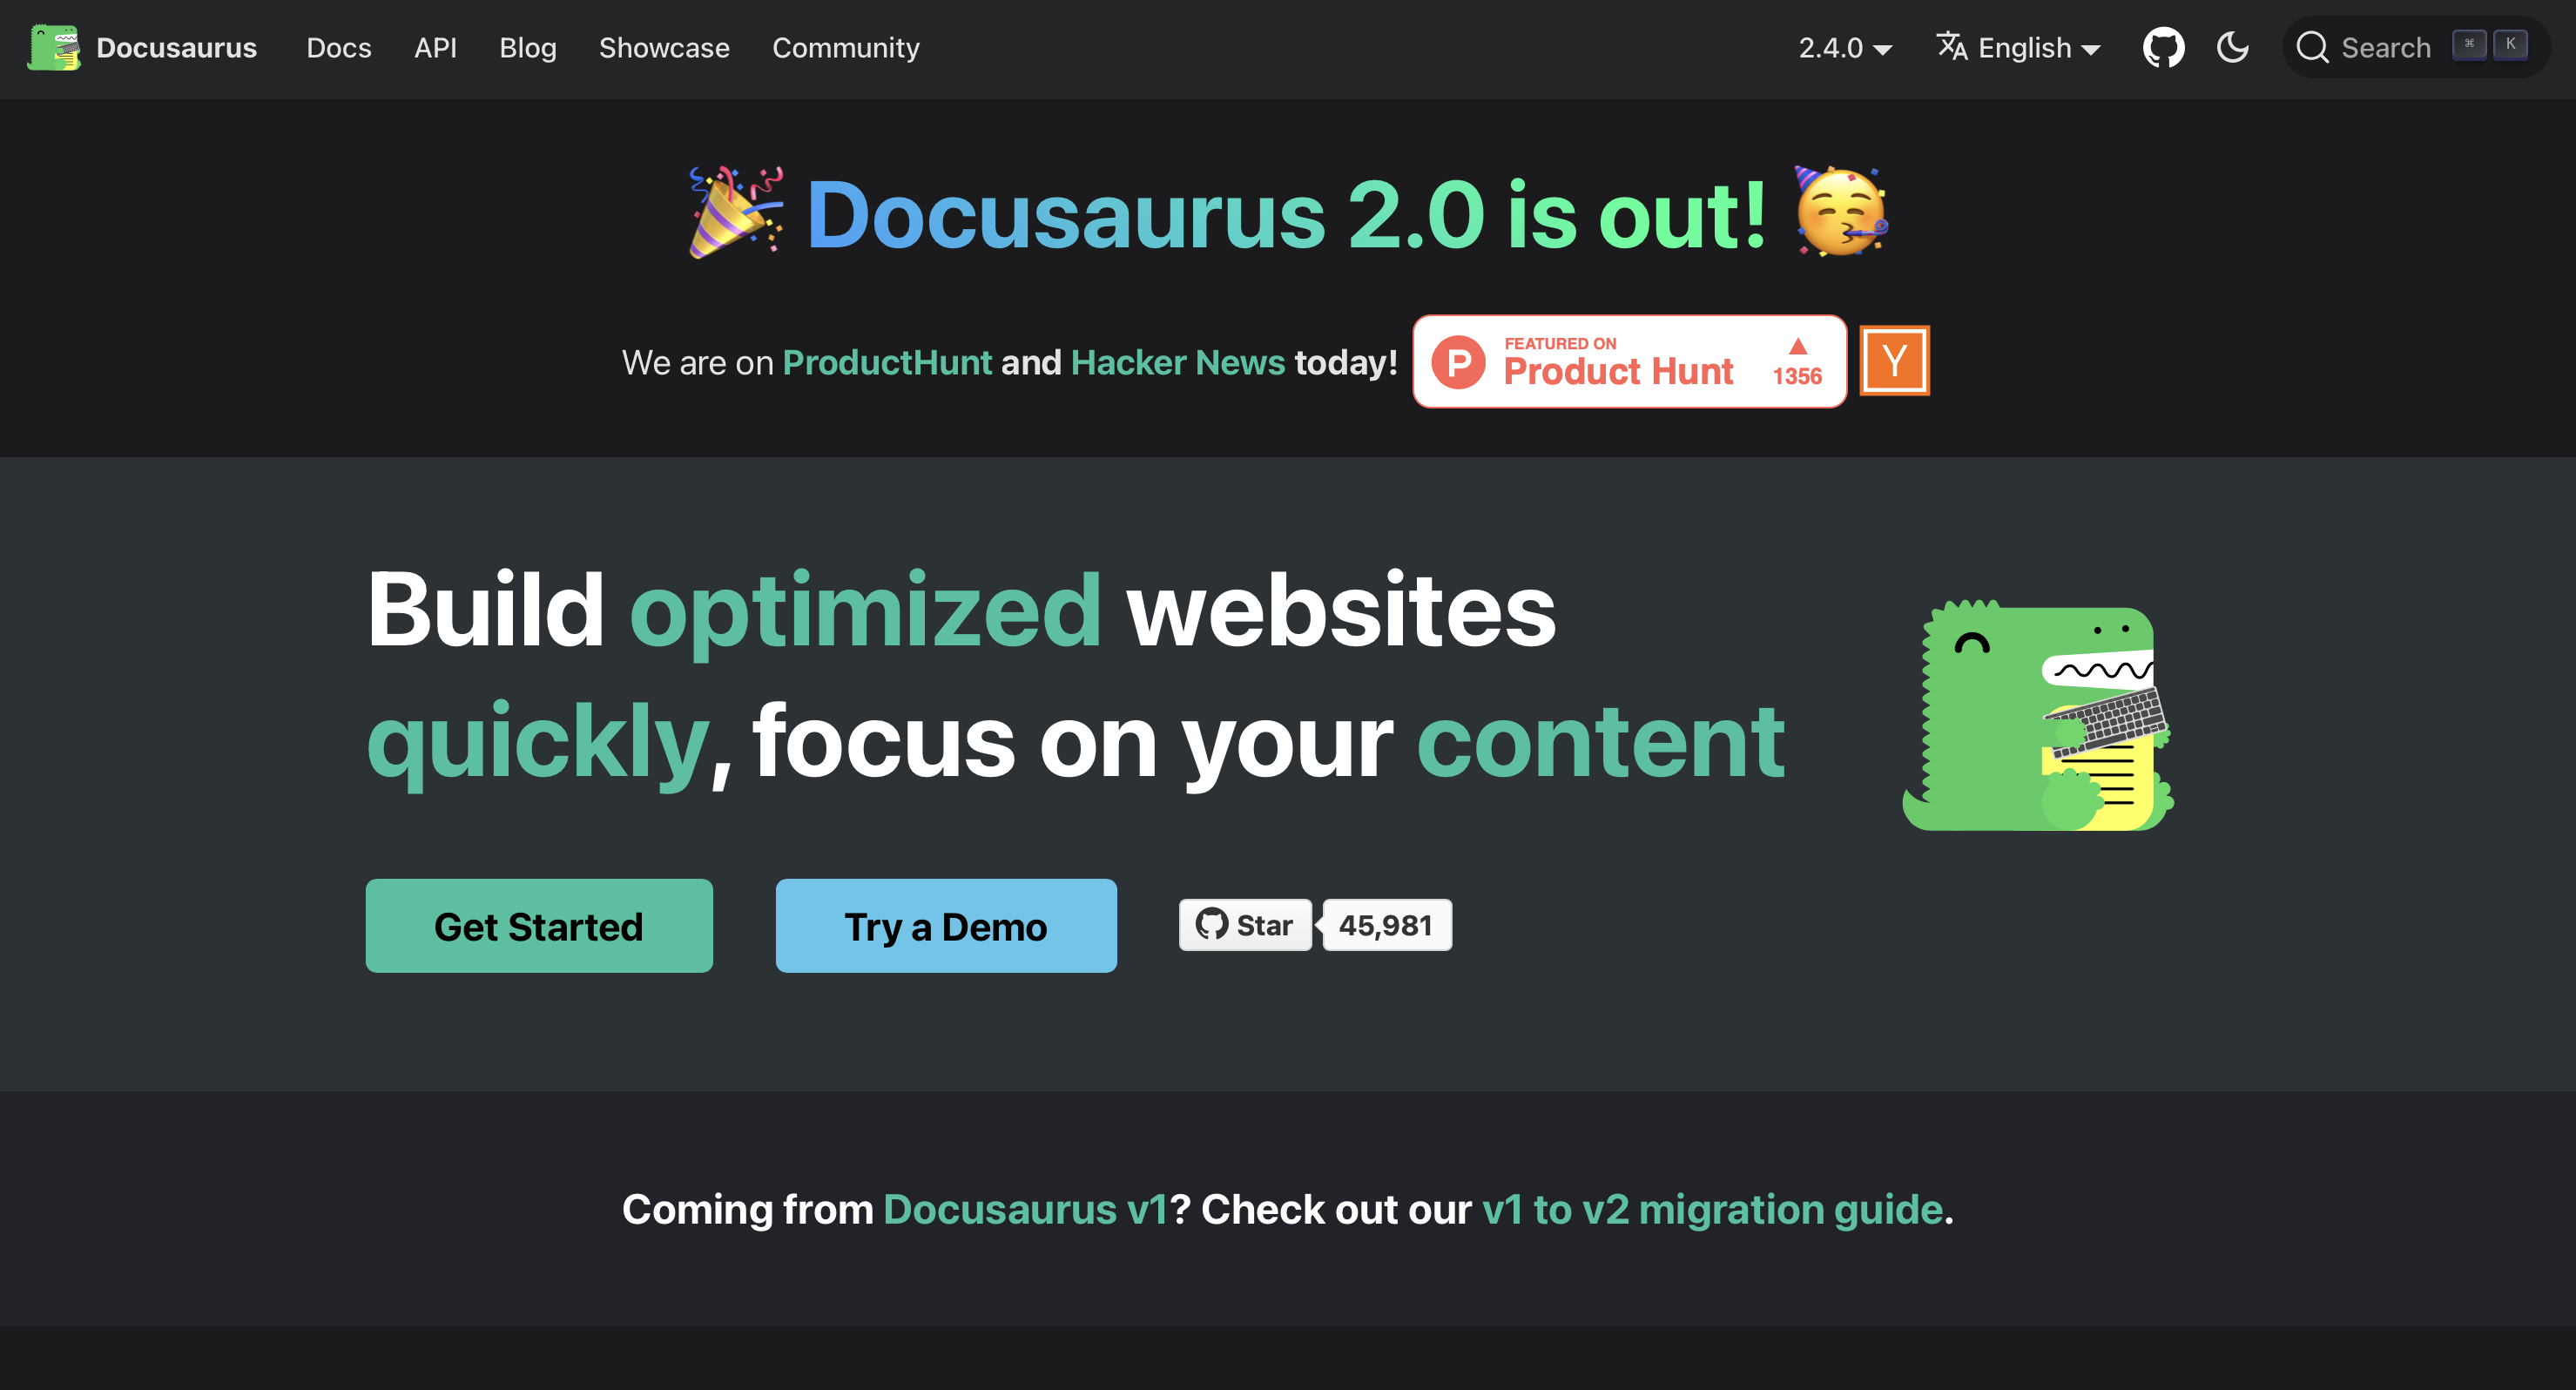 Docusaurus Docs API Blog Showcase Community 2.4.0 English Search ⌘ K
Docusaurus 2.0 is out!
We are on ProductHunt and Hacker News today!
P FEATURED ON
Product Hunt 1356
Y
Build optimized websites
quickly, focus on your content
Get Started Try a Demo Star 45,981
Coming from Docusaurus v1? Check out our v1 to v2 migration guide.